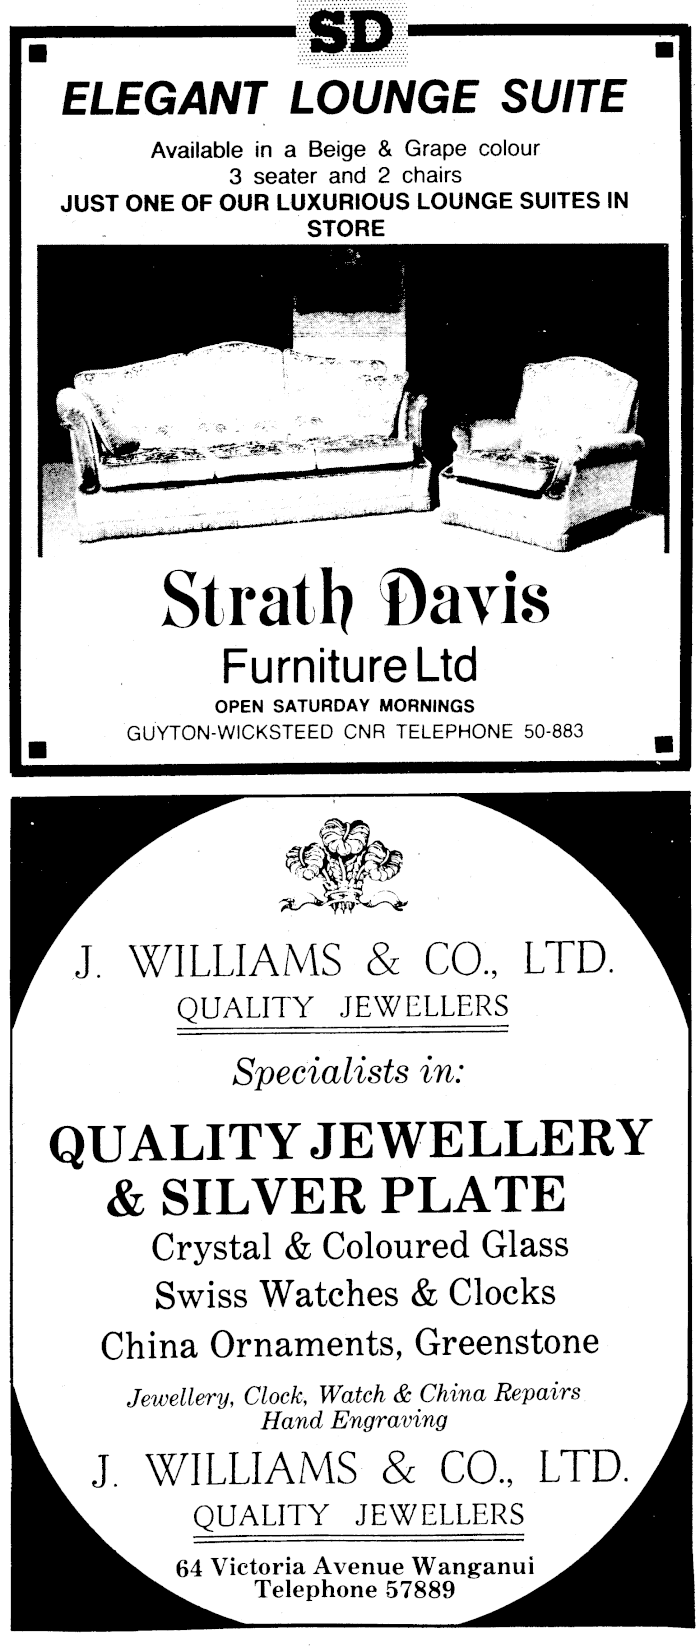 SD
ELEGANT LOUNGE SUITE
Available in a Beige & Grape colour
3 seater and 2 chairs
JUST ONE OF OUR LUXURIOUS LOUNGE SUITES IN
STORE
Strath Davis
Furniture Ltd
OPEN SATURDAY MORNINGS
GUYTON-WICKSTEED CNR TELEPHONE 50-883
J. WILLIAMS & CO., LTD.
QUALITY JEWELLERS
Specialists in:
QUALITY JEWELLERY
& SILVER PLATE
Crystal & Coloured Glass
Swiss Watches & Clocks
China Ornaments, Greenstone
Jewellery, Clock, Watch & China Repairs
Hand Engraving
J. WILLIAMS & CO., LTD.
QUALITY JEWELLERS
64 Victoria Avenue Wanganui
Telephone 57889